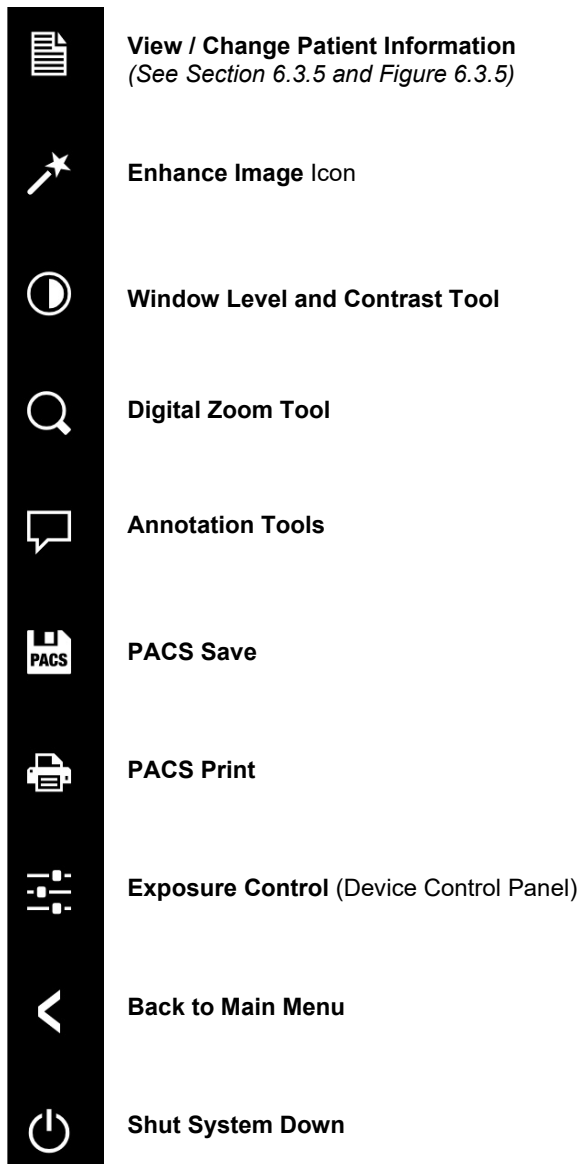 View / Change Patient Information
(See Section 6.3.5 and Figure 6.3.5)
Enhance Image Icon
Window Level and Contrast Tool
Digital Zoom Tool
Annotation Tools
PACS
PACS Save
PACS Print
Exposure Control (Device Control Panel)
Back to Main Menu
Shut System Down